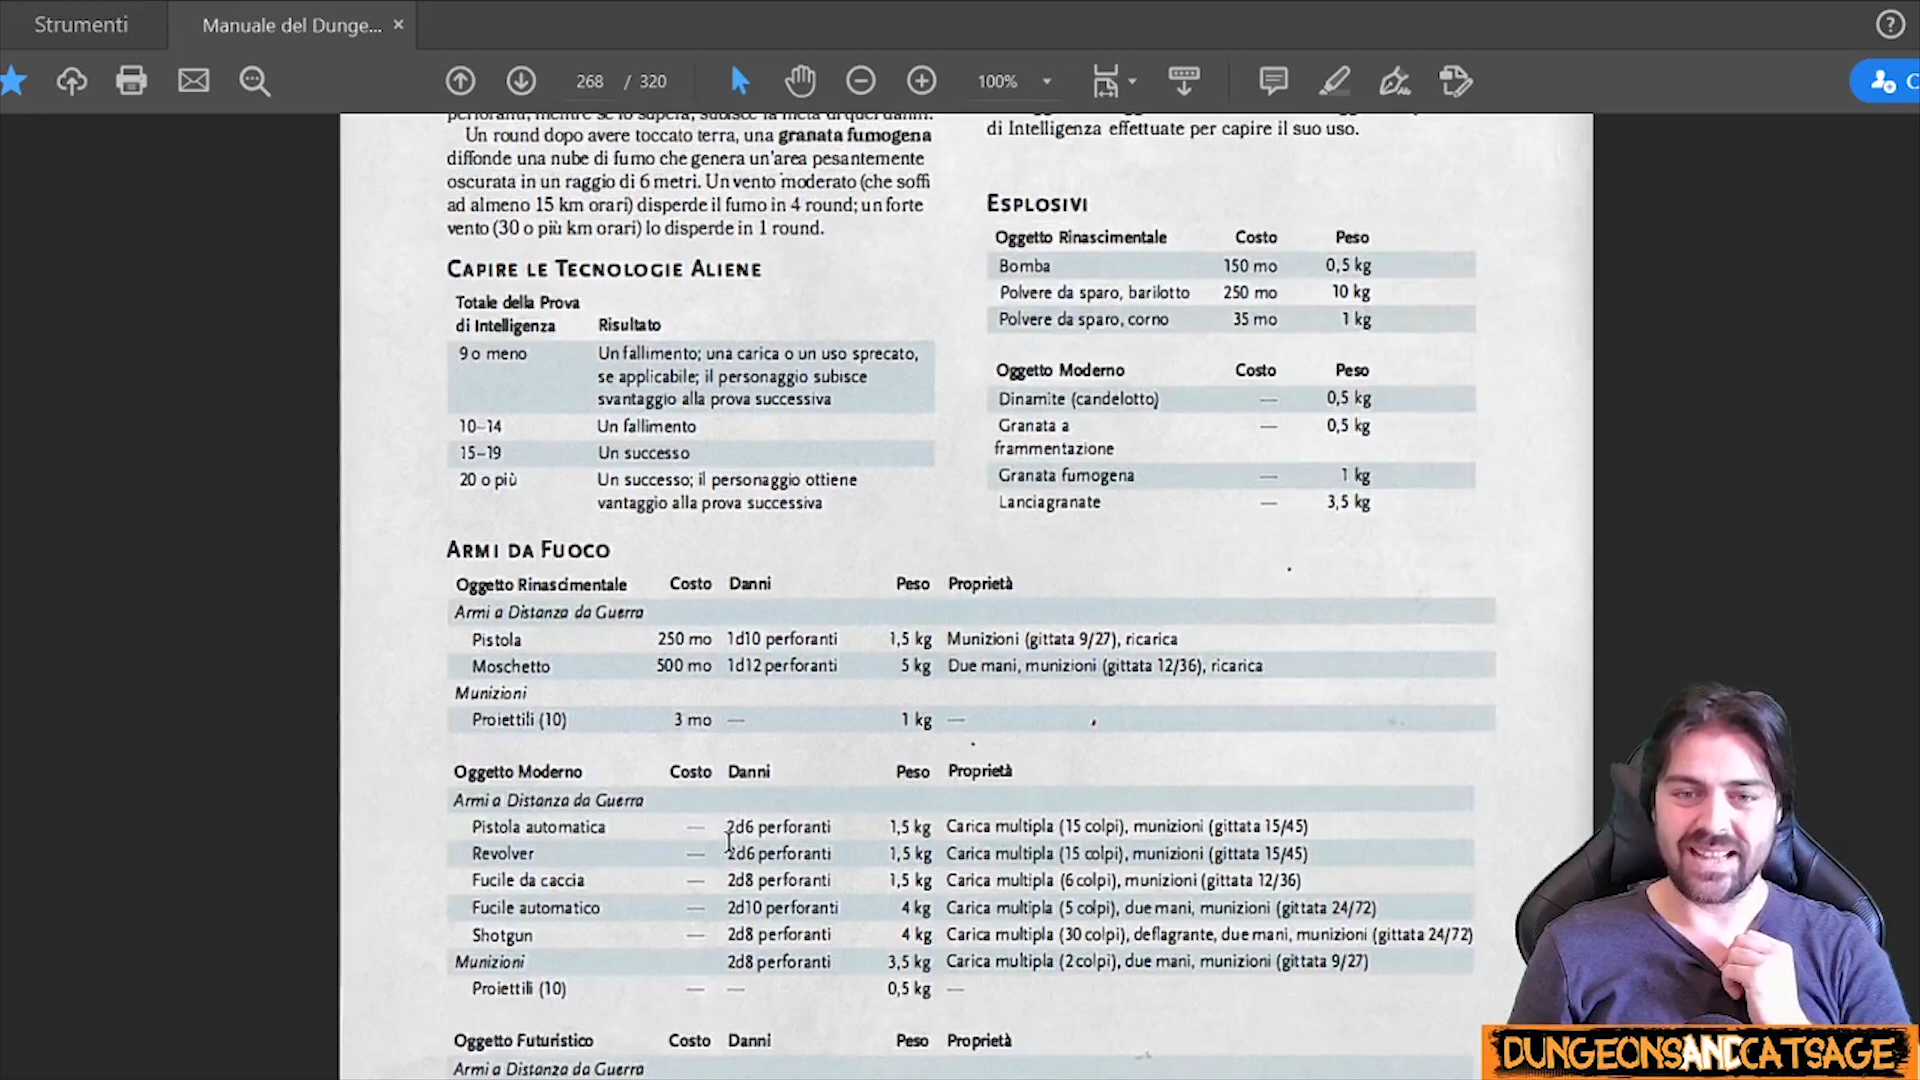 Strumenti
Manuale del Dunge... ×
268 / 320
100%
C
perforanti, mentre se lo supera, subisce la metà di quei danni.
Un round dopo avere toccato terra, una granata fumogena
diffonde una nube di fumo che genera un'area pesantemente
oscurata in un raggio di 6 metri. Un vento moderato (che soffi
ad almeno 15 km orari) disperde il fumo in 4 round; un forte
vento (30 o più km orari) lo disperde in 1 round.
CAPIRE LE TECNOLOGIE ALIENE
Totale della Prova
di Intelligenza Risultato
9 o meno Un fallimento; una carica o un uso sprecato,
se applicabile; il personaggio subisce
svantaggio alla prova successiva
10–14 Un fallimento
15–19 Un successo
20 o più Un successo; il personaggio ottiene
vantaggio alla prova successiva
di Intelligenza effettuate per capire il suo uso.
ESPLOSIVI
Oggetto Rinascimentale Costo Peso
Bomba 150 mo 0,5 kg
Polvere da sparo, barilotto 250 mo 10 kg
Polvere da sparo, corno 35 mo 1 kg
Oggetto Moderno Costo Peso
Dinamite (candelotto) — 0,5 kg
Granata a — 0,5 kg
frammentazione
Granata fumogena — 1 kg
Lanciagranate — 3,5 kg
ARMI DA FUOCO
Oggetto Rinascimentale Costo Danni Peso Proprietà
Armi a Distanza da Guerra
Pistola 250 mo 1d10 perforanti 1,5 kg Munizioni (gittata 9/27), ricarica
Moschetto 500 mo 1d12 perforanti 5 kg Due mani, munizioni (gittata 12/36), ricarica
Munizioni
Proiettili (10) 3 mo — 1 kg —
Oggetto Moderno Costo Danni Peso Proprietà
Armi a Distanza da Guerra
Pistola automatica — 2d6 perforanti 1,5 kg Carica multipla (15 colpi), munizioni (gittata 15/45)
Revolver — 2d6 perforanti 1,5 kg Carica multipla (15 colpi), munizioni (gittata 15/45)
Fucile da caccia — 2d8 perforanti 1,5 kg Carica multipla (6 colpi), munizioni (gittata 12/36)
Fucile automatico — 2d10 perforanti 4 kg Carica multipla (5 colpi), due mani, munizioni (gittata 24/72)
Shotgun — 2d8 perforanti 4 kg Carica multipla (30 colpi), deflagrante, due mani, munizioni (gittata 24/72)
Munizioni 2d8 perforanti 3,5 kg Carica multipla (2 colpi), due mani, munizioni (gittata 9/27)
Proiettili (10) — — 0,5 kg —
Oggetto Futuristico Costo Danni Peso Proprietà
Armi a Distanza da Guerra
DUNGEONSANDCATSAGE